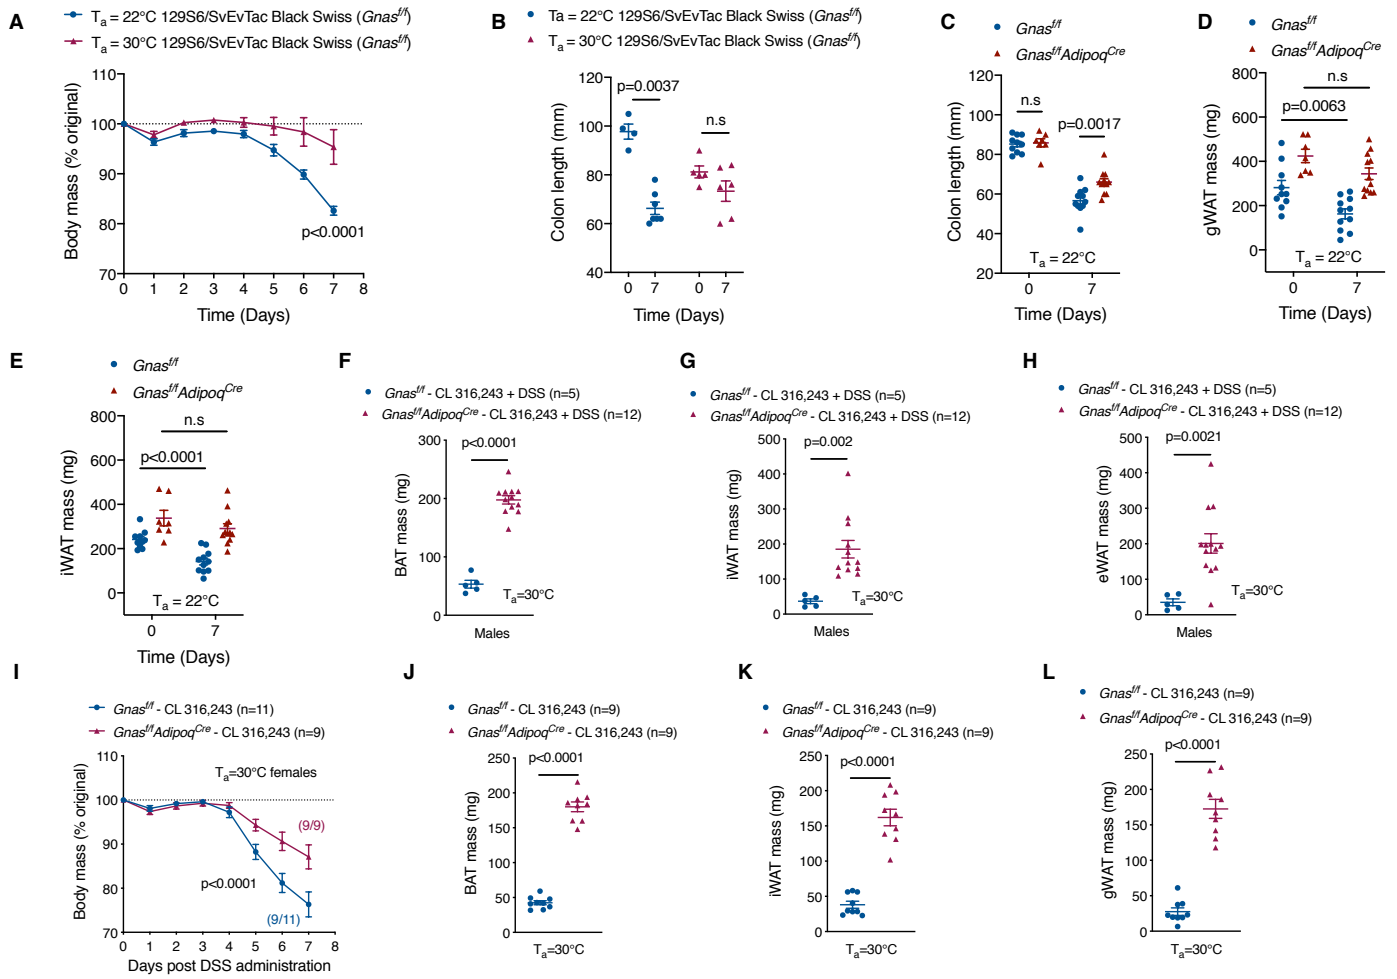 A
Ta = 22°C 129S6/SvEvTac Black Swiss (Gnasf/f)
Ta = 30°C 129S6/SvEvTac Black Swiss (Gnasf/f)
Body mass (% original)
110
100
90
80
70
p<0.0001
0 1 2 3 4 5 6 7 8
Time (Days)
B
Ta = 22°C 129S6/SvEvTac Black Swiss (Gnasf/f)
Ta = 30°C 129S6/SvEvTac Black Swiss (Gnasf/f)
Colon length (mm)
120
100
80
60
40
p=0.0037
n.s
0 7 0 7
Time (Days)
C
Gnasf/f
Gnasf/fAdipoqCre
Colon length (mm)
120
100
80
60
40
20
n.s
p=0.0017
Ta = 22°C
0 7
Time (Days)
D
Gnasf/f
Gnasf/fAdipoqCre
gWAT mass (mg)
800
600
400
200
0
n.s
p=0.0063
Ta = 22°C
0 7
Time (Days)
E
Gnasf/f
Gnasf/fAdipoqCre
iWAT mass (mg)
800
600
400
200
0
n.s
p<0.0001
Ta = 22°C
0 7
Time (Days)
F
Gnasf/f - CL 316,243 + DSS (n=5)
Gnasf/fAdipoqCre - CL 316,243 + DSS (n=12)
BAT mass (mg)
300
200
100
0
p<0.0001
Ta=30°C
Males
G
Gnasf/f - CL 316,243 + DSS (n=5)
Gnasf/fAdipoqCre - CL 316,243 + DSS (n=12)
iWAT mass (mg)
500
400
300
200
100
0
p=0.002
Ta=30°C
Males
H
Gnasf/f - CL 316,243 + DSS (n=5)
Gnasf/fAdipoqCre - CL 316,243 + DSS (n=12)
eWAT mass (mg)
500
400
300
200
100
0
p=0.0021
Ta=30°C
Males
I
Gnasf/f - CL 316,243 (n=11)
Gnasf/fAdipoqCre - CL 316,243 (n=9)
Body mass (% original)
110
100
90
80
70
Ta=30°C females
(9/9)
p<0.0001
(9/11)
0 1 2 3 4 5 6 7 8
Days post DSS administration
J
Gnasf/f - CL 316,243 (n=9)
Gnasf/fAdipoqCre - CL 316,243 (n=9)
BAT mass (mg)
250
200
150
100
50
0
p<0.0001
Ta=30°C
K
Gnasf/f - CL 316,243 (n=9)
Gnasf/fAdipoqCre - CL 316,243 (n=9)
iWAT mass (mg)
250
200
150
100
50
0
p<0.0001
Ta=30°C
L
Gnasf/f - CL 316,243 (n=9)
Gnasf/fAdipoqCre - CL 316,243 (n=9)
gWAT mass (mg)
250
200
150
100
50
0
p<0.0001
Ta=30°C